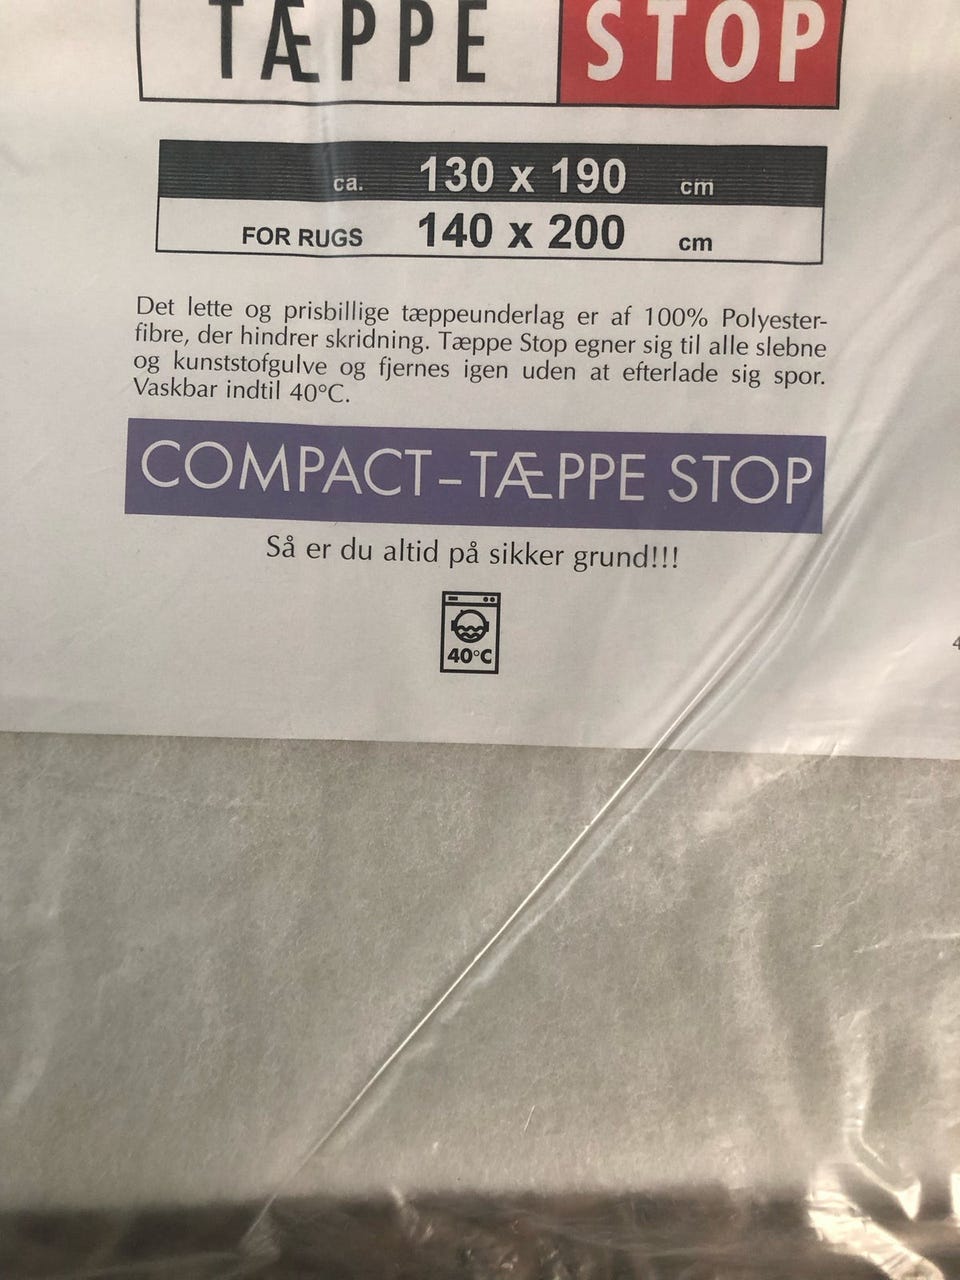 TÆPPE STOP
ca. 130 x 190 cm
FOR RUGS 140 x 200 cm
Det lette og prisbillige tæppeunderlag er af 100% Polyester-
fibre, der hindrer skridning. Tæppe Stop egner sig til alle slebne
og kunststofgulve og fjernes igen uden at efterlade sig spor.
Vaskbar indtil 40°C.
COMPACT–TÆPPE STOP
Så er du altid på sikker grund!!!
40°C